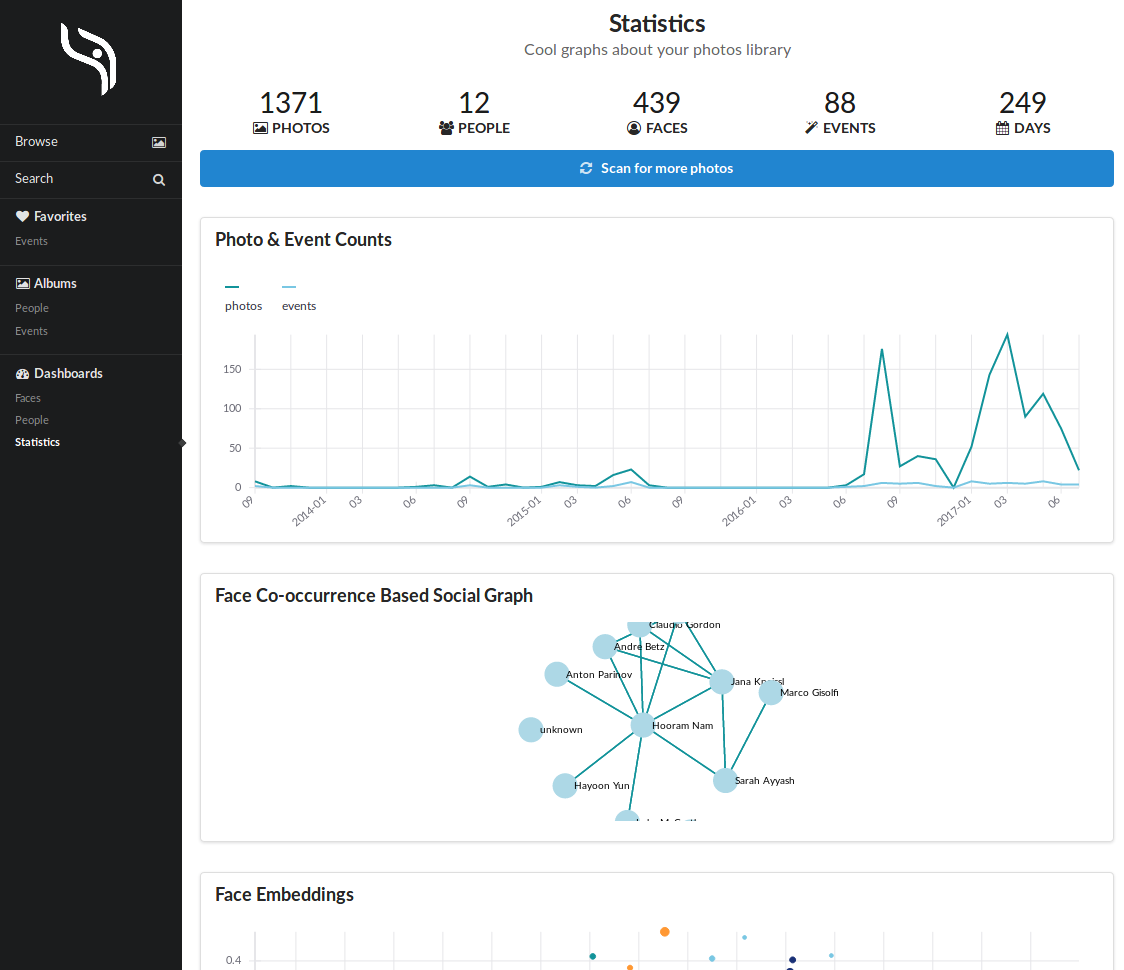 Statistics
Cool graphs about your photos library
1371
PHOTOS
12
PEOPLE
439
FACES
88
EVENTS
249
DAYS
Scan for more photos
Browse
Search
Favorites
Events
Albums
People
Events
Dashboards
Faces
People
Statistics
Photo & Event Counts
photos
events
150
100
50
0
09
2014-01
03
06
09
2015-01
03
06
09
2016-01
03
06
09
2017-01
03
06
Face Co-occurrence Based Social Graph
Claudio Gordon
Andre Betz
Anton Parinov
Jana
Marco Gisolfi
unknown
Hooram Nam
Hayoon Yun
Sarah Ayyash
Face Embeddings
0.4